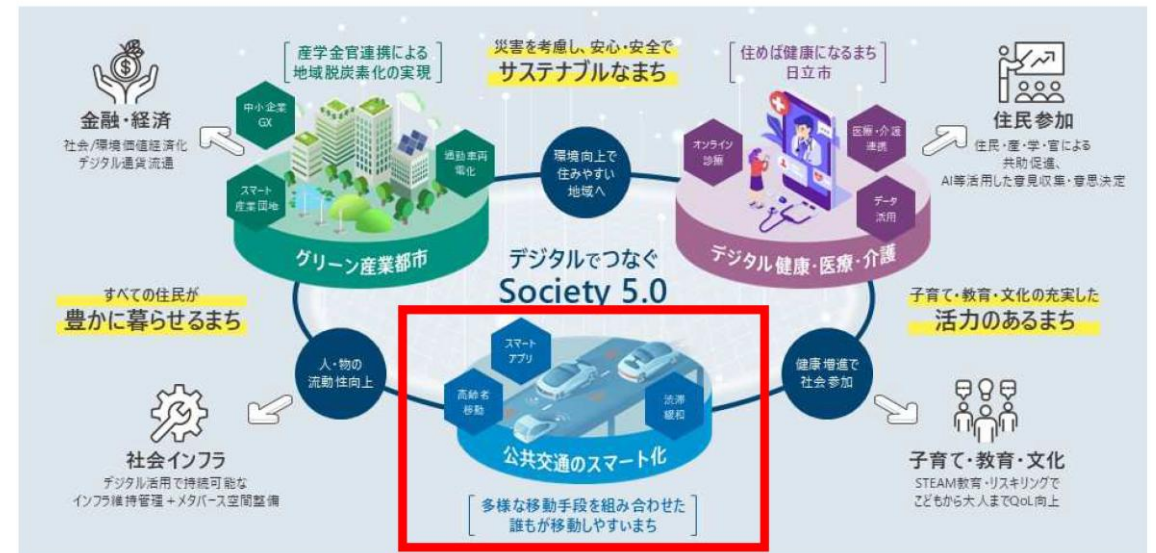 金融・経済
社会/環境価値経済化
デジタル通貨流通
産学金官連携による
地域脱炭素化の実現
中小企業
GX
通勤車両
電化
スマート
産業団地
グリーン産業都市
災害を考慮し、安心・安全で
サステナブルなまち
環境向上で
住みやすい
地域へ
住めば健康になるまち
日立市
オンライン
診療
医療・介護
連携
データ
活用
デジタル健康・医療・介護
住民参加
住民・産・学・官による
共助促進、
AI等活用した意見収集・意思決定
デジタルでつなぐ
Society 5.0
すべての住民が
豊かに暮らせるまち
子育て・教育・文化の充実した
活力のあるまち
人・物の
流動性向上
スマート
アプリ
高齢者
移動
渋滞
緩和
公共交通のスマート化
多様な移動手段を組み合わせた
誰もが移動しやすいまち
健康増進で
社会参加
社会インフラ
デジタル活用で持続可能な
インフラ維持管理+メタバース空間整備
子育て・教育・文化
STEAM教育・リスキリングで
こどもから大人までQoL向上